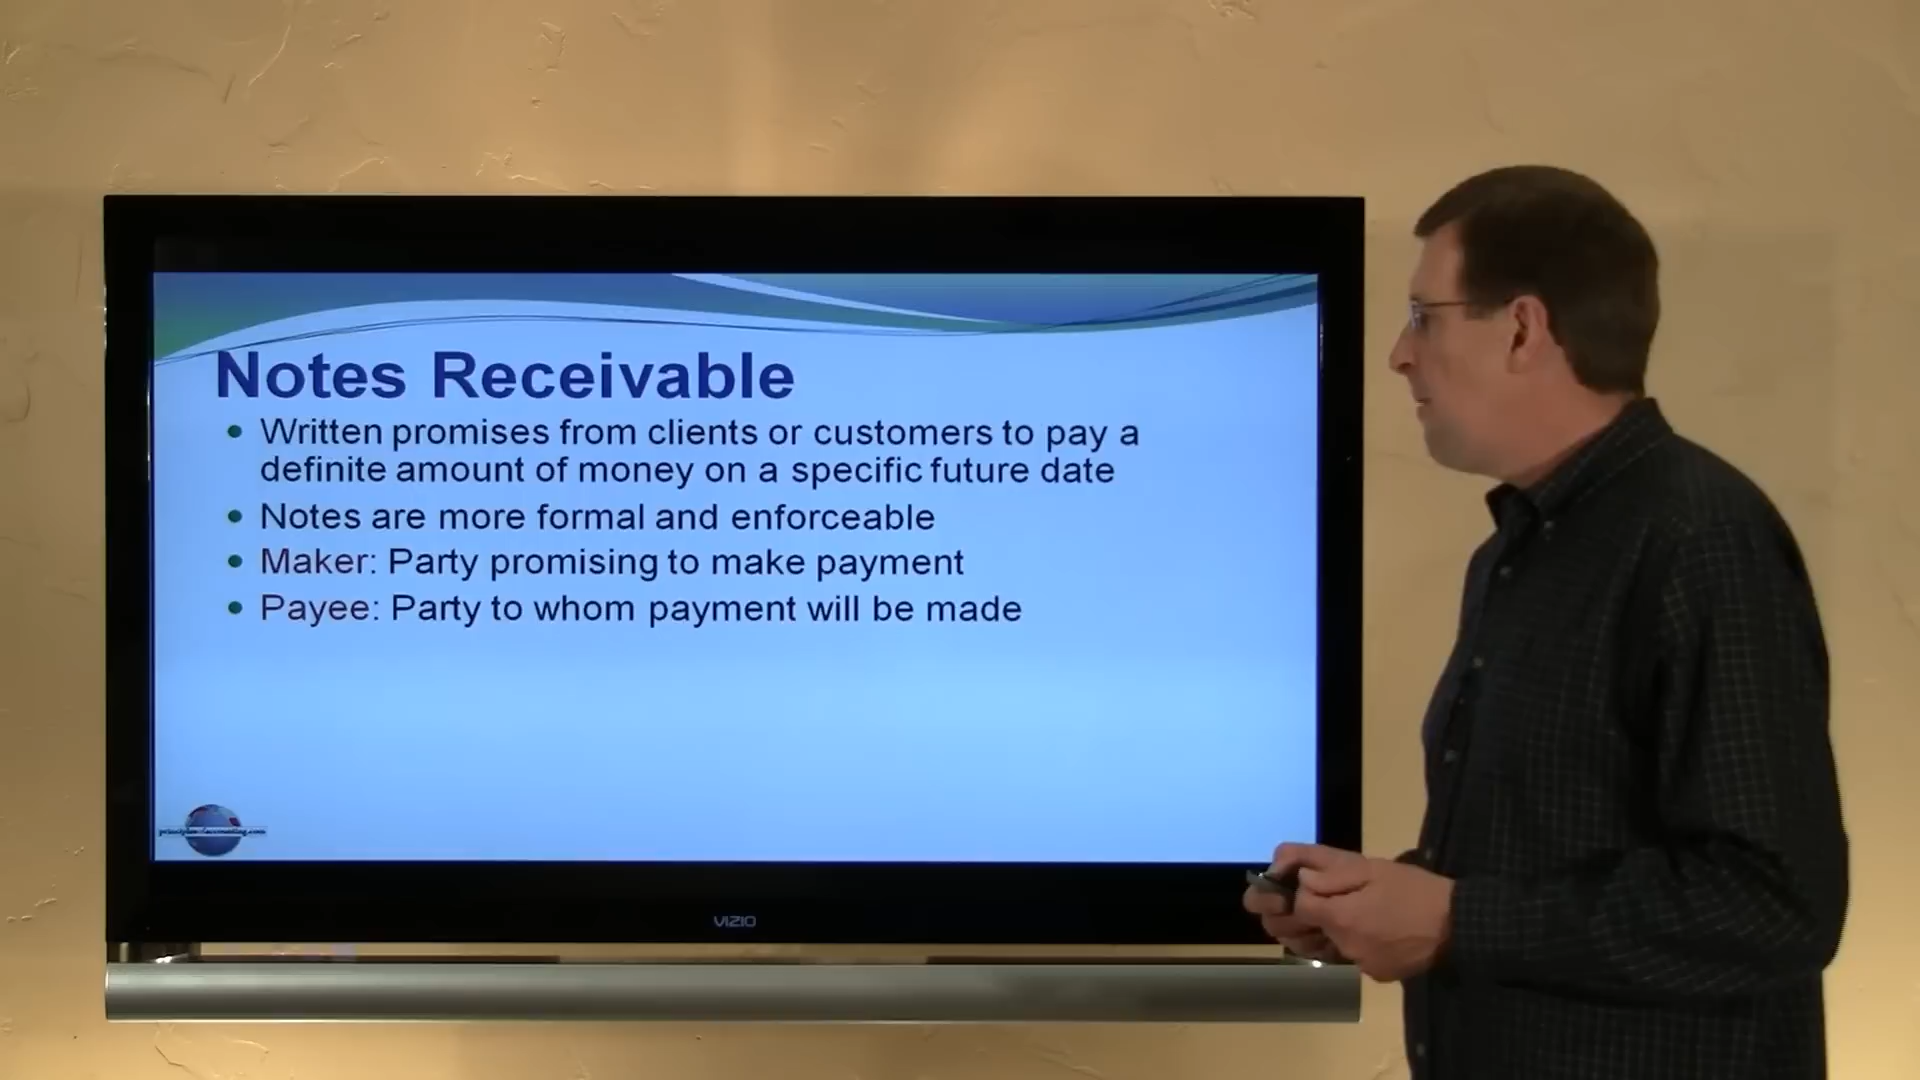 Notes Receivable
Written promises from clients or customers to pay a
definite amount of money on a specific future date
Notes are more formal and enforceable
Maker: Party promising to make payment
Payee: Party to whom payment will be made
principlesofaccounting.com
VIZIO